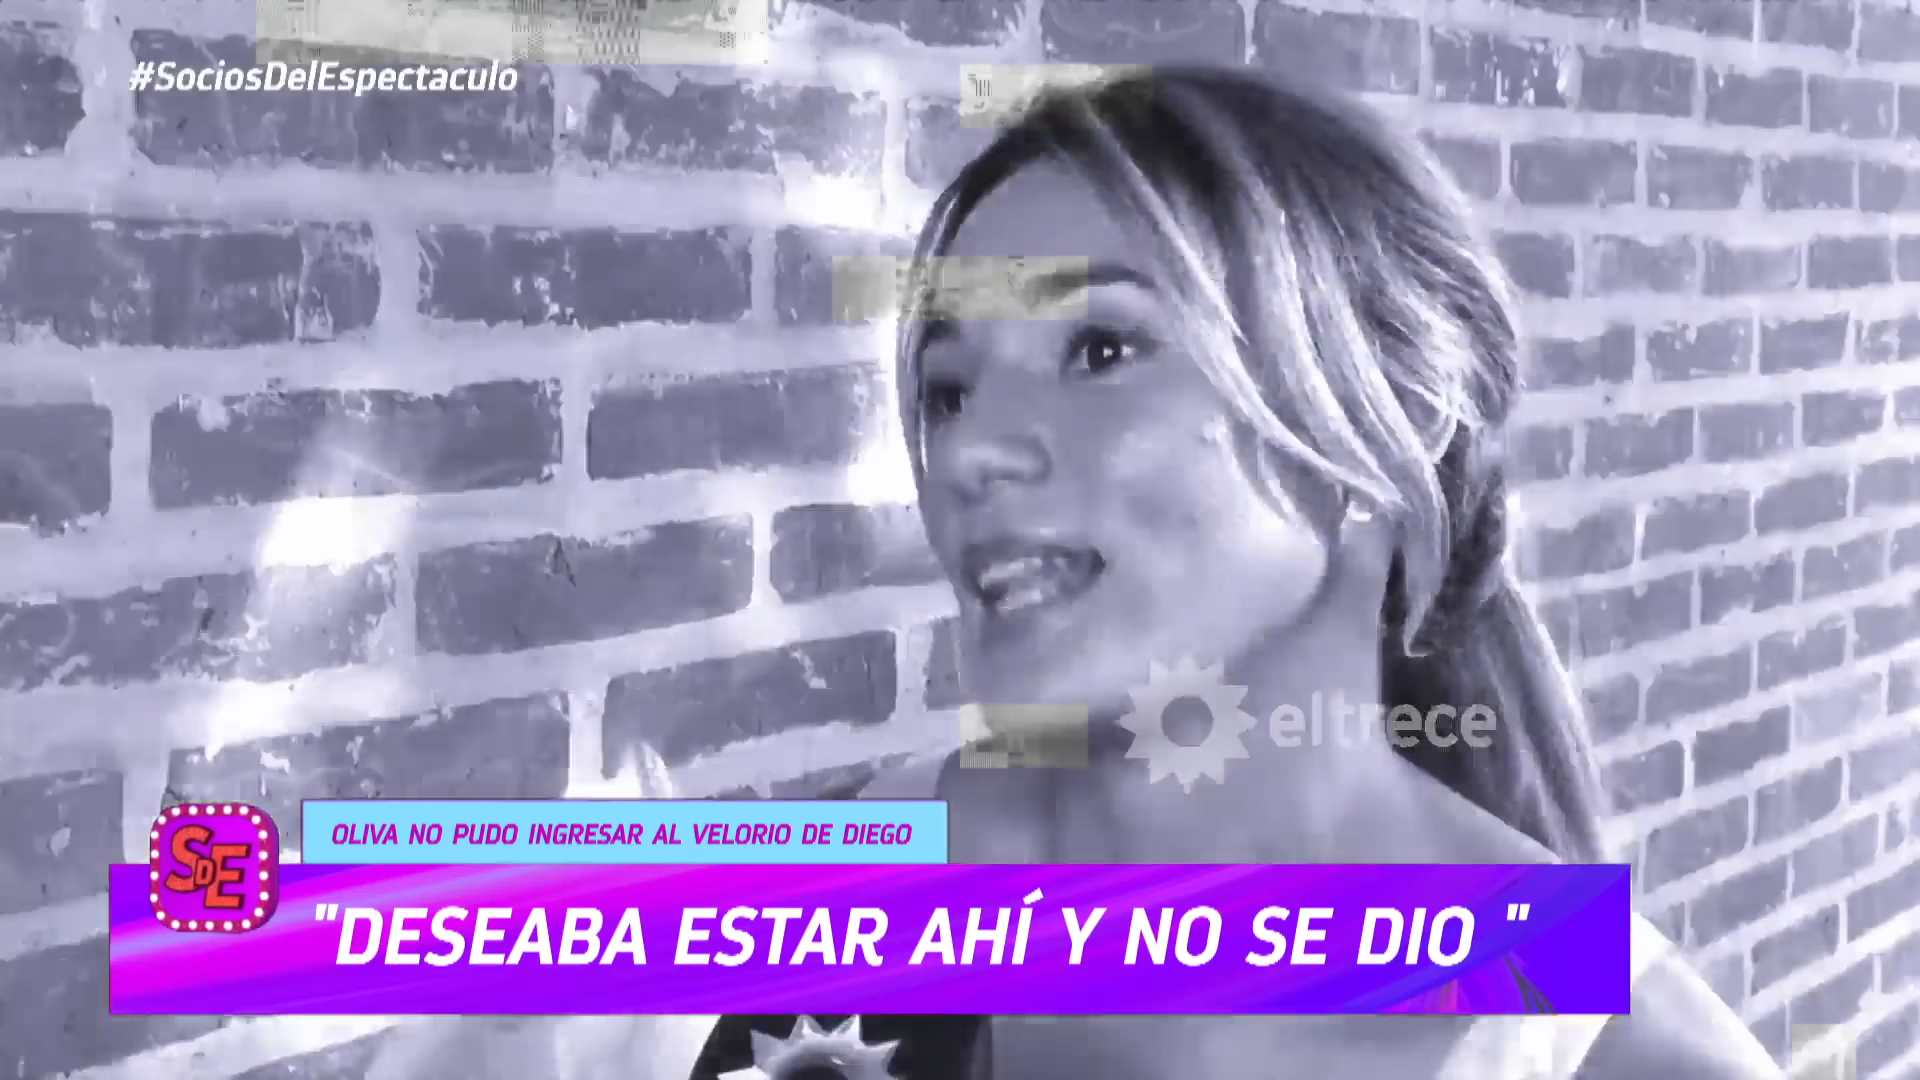 #SociosDelEspectaculo
eltrece
SDE
OLIVA NO PUDO INGRESAR AL VELORIO DE DIEGO
"DESEABA ESTAR AHÍ Y NO SE DIO "